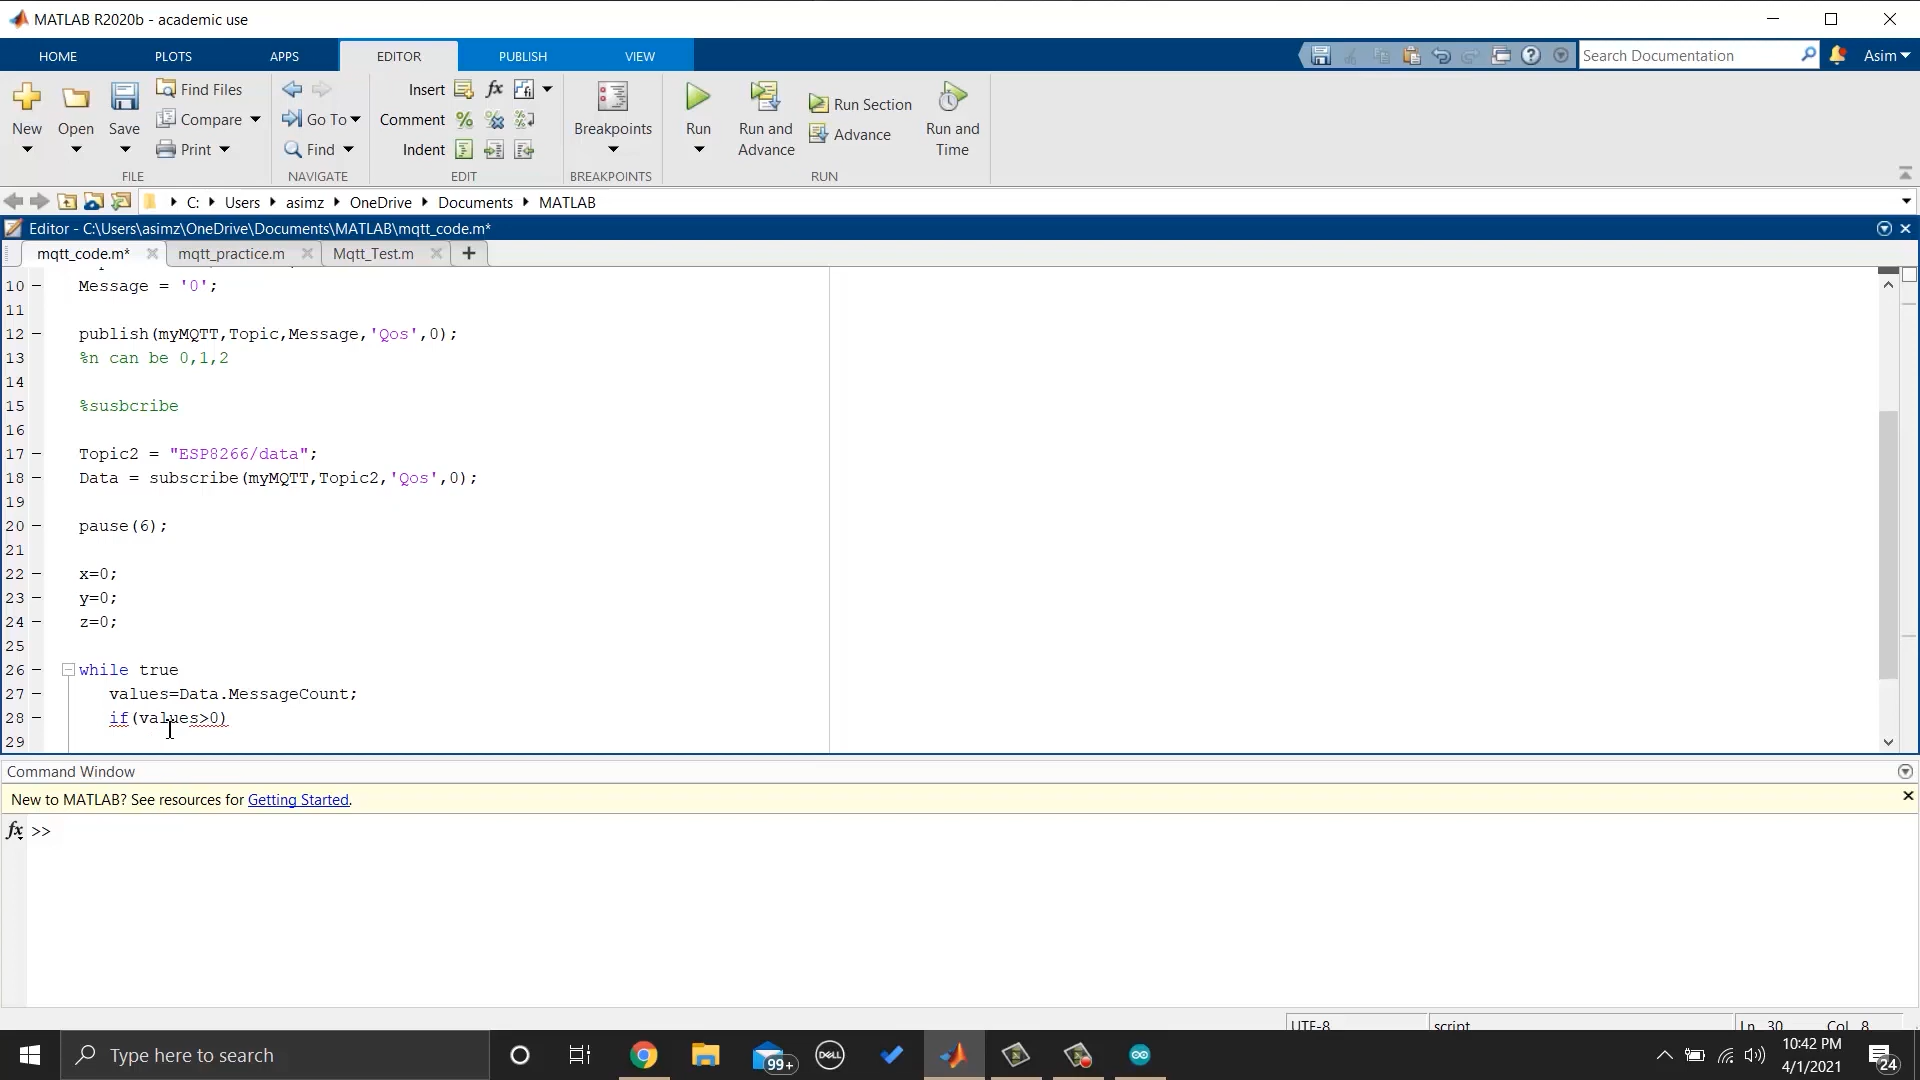 MATLAB R2020b - academic use
HOME PLOTS APPS EDITOR PUBLISH VIEW
Search Documentation
Asim
New
Open
Save
Find Files
Compare
Print
FILE
Go To
Find
NAVIGATE
Insert
Comment
Indent
EDIT
Breakpoints
BREAKPOINTS
Run
Run and Advance
Run Section
Advance
Run and Time
RUN
C: Users asimz OneDrive Documents MATLAB
Editor - C:\Users\asimz\OneDrive\Documents\MATLAB\mqtt_code.m*
mqtt_code.m* mqtt_practice.m Mqtt_Test.m
10 Message = '0';
11
12 publish(myMQTT,Topic,Message,'Qos',0);
13 %n can be 0,1,2
14
15 %susbcribe
16
17 Topic2 = "ESP8266/data";
18 Data = subscribe(myMQTT,Topic2,'Qos',0);
19
20 pause(6);
21
22 x=0;
23 y=0;
24 z=0;
25
26 while true
27 values=Data.MessageCount;
28 if(values>0)
29
Command Window
New to MATLAB? See resources for Getting Started.
fx >>
UTF-8 script Ln 30 Col 8
Type here to search
99+
DELL
10:42 PM
4/1/2021
24